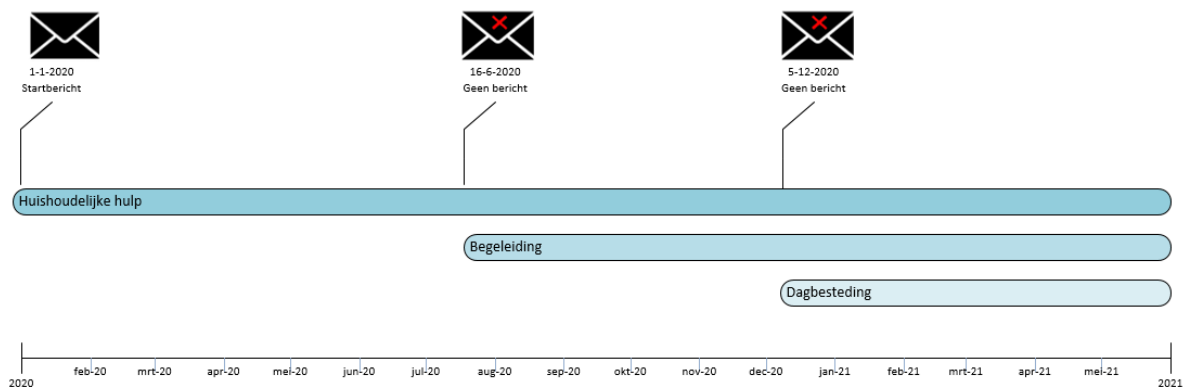 1-1-2020
Startbericht
16-6-2020
Geen bericht
5-12-2020
Geen bericht
Huishoudelijke hulp
Begeleiding
Dagbesteding
2020
feb-20
mrt-20
apr-20
mei-20
jun-20
jul-20
aug-20
sep-20
okt-20
nov-20
dec-20
jan-21
feb-21
mrt-21
apr-21
mei-21
2021